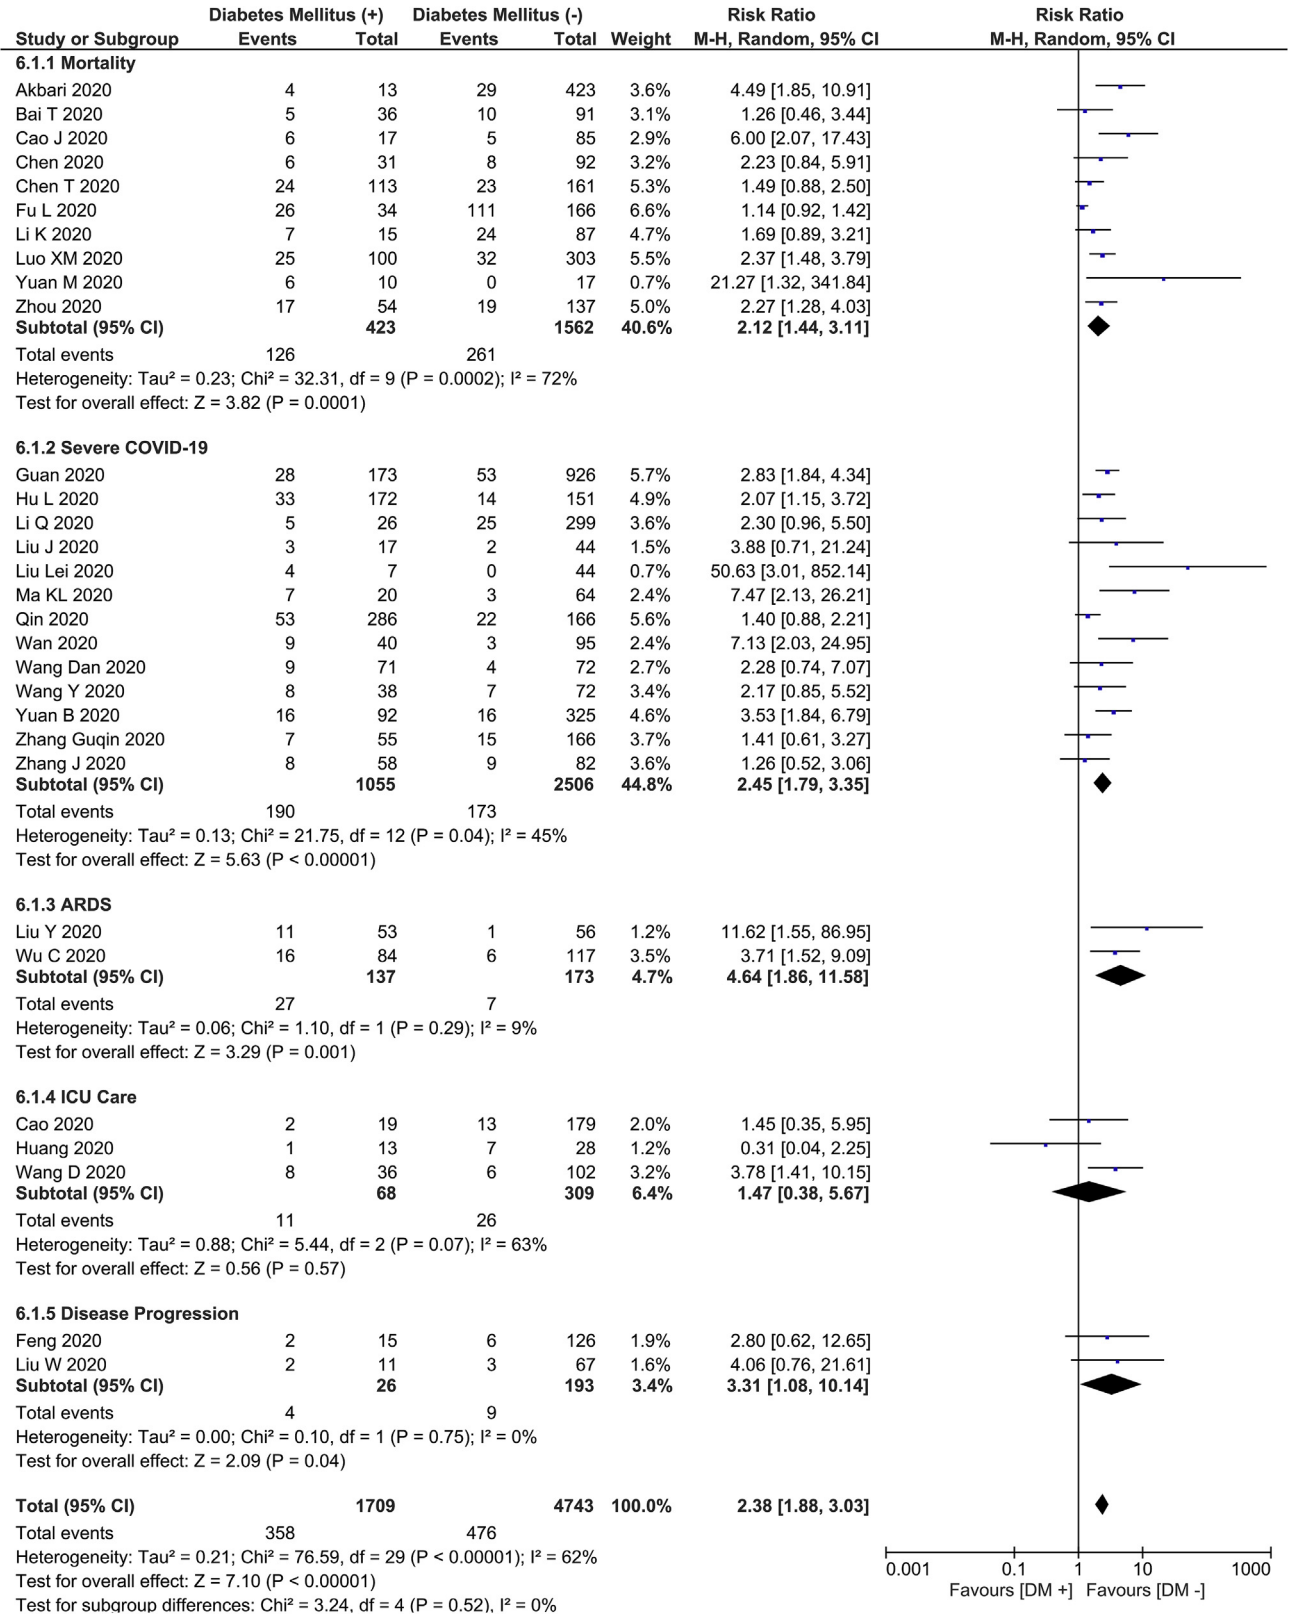 Diabetes Mellitus (+) Diabetes Mellitus (-) Risk Ratio Risk Ratio
Study or Subgroup Events Total Events Total Weight M-H, Random, 95% CI M-H, Random, 95% CI
6.1.1 Mortality
Akbari 2020 4 13 29 423 3.6% 4.49 [1.85, 10.91]
Bai T 2020 5 36 10 91 3.1% 1.26 [0.46, 3.44]
Cao J 2020 6 17 5 85 2.9% 6.00 [2.07, 17.43]
Chen 2020 6 31 8 92 3.2% 2.23 [0.84, 5.91]
Chen T 2020 24 113 23 161 5.3% 1.49 [0.88, 2.50]
Fu L 2020 26 34 111 166 6.6% 1.14 [0.92, 1.42]
Li K 2020 7 15 24 87 4.7% 1.69 [0.89, 3.21]
Luo XM 2020 25 100 32 303 5.5% 2.37 [1.48, 3.79]
Yuan M 2020 6 10 0 17 0.7% 21.27 [1.32, 341.84]
Zhou 2020 17 54 19 137 5.0% 2.27 [1.28, 4.03]
Subtotal (95% CI) 423 1562 40.6% 2.12 [1.44, 3.11]
Total events 126 261
Heterogeneity: Tau² = 0.23; Chi² = 32.31, df = 9 (P = 0.0002); I² = 72%
Test for overall effect: Z = 3.82 (P = 0.0001)
6.1.2 Severe COVID-19
Guan 2020 28 173 53 926 5.7% 2.83 [1.84, 4.34]
Hu L 2020 33 172 14 151 4.9% 2.07 [1.15, 3.72]
Li Q 2020 5 26 25 299 3.6% 2.30 [0.96, 5.50]
Liu J 2020 3 17 2 44 1.5% 3.88 [0.71, 21.24]
Liu Lei 2020 4 7 0 44 0.7% 50.63 [3.01, 852.14]
Ma KL 2020 7 20 3 64 2.4% 7.47 [2.13, 26.21]
Qin 2020 53 286 22 166 5.6% 1.40 [0.88, 2.21]
Wan 2020 9 40 3 95 2.4% 7.13 [2.03, 24.95]
Wang Dan 2020 9 71 4 72 2.7% 2.28 [0.74, 7.07]
Wang Y 2020 8 38 7 72 3.4% 2.17 [0.85, 5.52]
Yuan B 2020 16 92 16 325 4.6% 3.53 [1.84, 6.79]
Zhang Guqin 2020 7 55 15 166 3.7% 1.41 [0.61, 3.27]
Zhang J 2020 8 58 9 82 3.6% 1.26 [0.52, 3.06]
Subtotal (95% CI) 1055 2506 44.8% 2.45 [1.79, 3.35]
Total events 190 173
Heterogeneity: Tau² = 0.13; Chi² = 21.75, df = 12 (P = 0.04); I² = 45%
Test for overall effect: Z = 5.63 (P < 0.00001)
6.1.3 ARDS
Liu Y 2020 11 53 1 56 1.2% 11.62 [1.55, 86.95]
Wu C 2020 16 84 6 117 3.5% 3.71 [1.52, 9.09]
Subtotal (95% CI) 137 173 4.7% 4.64 [1.86, 11.58]
Total events 27 7
Heterogeneity: Tau² = 0.06; Chi² = 1.10, df = 1 (P = 0.29); I² = 9%
Test for overall effect: Z = 3.29 (P = 0.001)
6.1.4 ICU Care
Cao 2020 2 19 13 179 2.0% 1.45 [0.35, 5.95]
Huang 2020 1 13 7 28 1.2% 0.31 [0.04, 2.25]
Wang D 2020 8 36 6 102 3.2% 3.78 [1.41, 10.15]
Subtotal (95% CI) 68 309 6.4% 1.47 [0.38, 5.67]
Total events 11 26
Heterogeneity: Tau² = 0.88; Chi² = 5.44, df = 2 (P = 0.07); I² = 63%
Test for overall effect: Z = 0.56 (P = 0.57)
6.1.5 Disease Progression
Feng 2020 2 15 6 126 1.9% 2.80 [0.62, 12.65]
Liu W 2020 2 11 3 67 1.6% 4.06 [0.76, 21.61]
Subtotal (95% CI) 26 193 3.4% 3.31 [1.08, 10.14]
Total events 4 9
Heterogeneity: Tau² = 0.00; Chi² = 0.10, df = 1 (P = 0.75); I² = 0%
Test for overall effect: Z = 2.09 (P = 0.04)
Total (95% CI) 1709 4743 100.0% 2.38 [1.88, 3.03]
Total events 358 476
Heterogeneity: Tau² = 0.21; Chi² = 76.59, df = 29 (P < 0.00001); I² = 62%
Test for overall effect: Z = 7.10 (P < 0.00001)
Test for subgroup differences: Chi² = 3.24, df = 4 (P = 0.52), I² = 0%
0.001 0.1 1 10 1000
Favours [DM +] Favours [DM -]